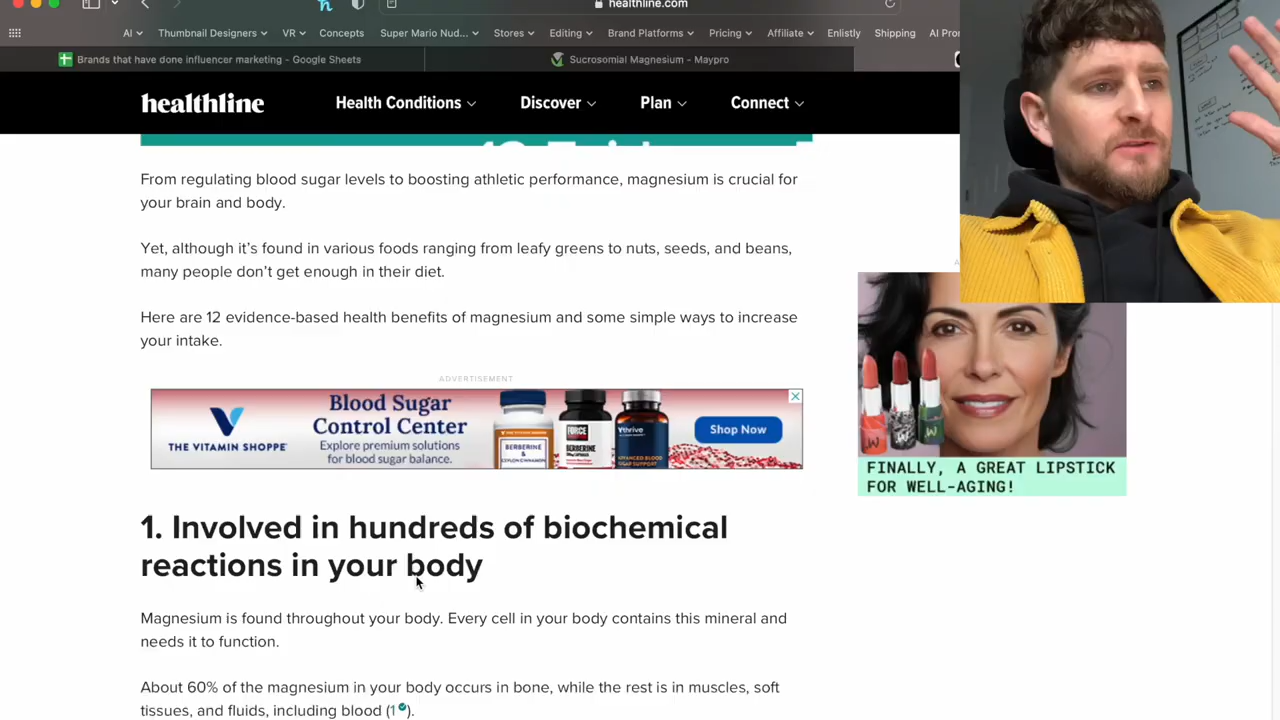 healthline.com
AI
Thumbnail Designers
VR
Concepts
Super Mario Nud...
Stores
Editing
Brand Platforms
Pricing
Affiliate
Enlistly
Shipping
AI Pro
Brands that have done influencer marketing - Google Sheets
Sucrosomial Magnesium - Maypro
healthline
Health Conditions
Discover
Plan
Connect
From regulating blood sugar levels to boosting athletic performance, magnesium is crucial for
your brain and body.
Yet, although it's found in various foods ranging from leafy greens to nuts, seeds, and beans,
many people don't get enough in their diet.
Here are 12 evidence-based health benefits of magnesium and some simple ways to increase
your intake.
ADVERTISEMENT
THE VITAMIN SHOPPE
Blood Sugar
Control Center
Explore premium solutions
for blood sugar balance.
BERBERINE
FORCE
BERBERINE
Vthrive
Shop Now
FINALLY, A GREAT LIPSTICK
FOR WELL-AGING!
1. Involved in hundreds of biochemical
reactions in your body
Magnesium is found throughout your body. Every cell in your body contains this mineral and
needs it to function.
About 60% of the magnesium in your body occurs in bone, while the rest is in muscles, soft
tissues, and fluids, including blood (1).